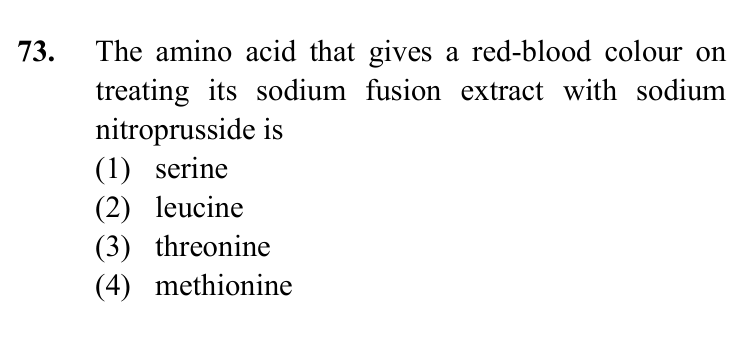 73. The amino acid that gives a red-blood colour on
treating its sodium fusion extract with sodium
nitroprusside is
(1) serine
(2) leucine
(3) threonine
(4) methionine